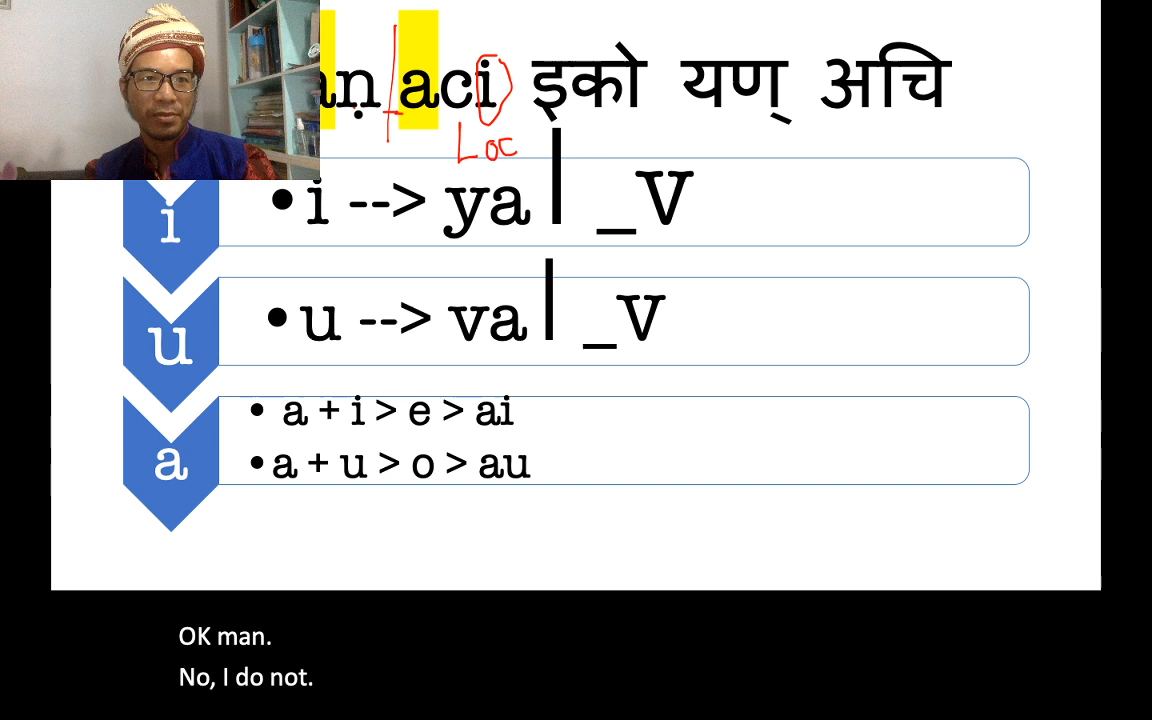 aṇ aci इको यण् अचि
Loc
i
• i --> ya | _V
u
• u --> va | _V
a
• a + i > e > ai
• a + u > o > au
OK man.
No, I do not.